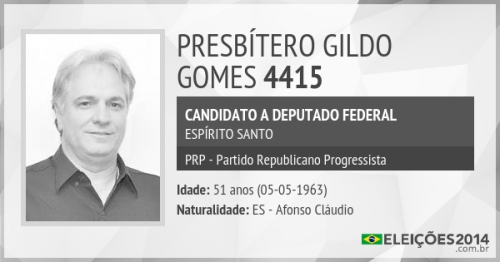 PRESBÍTERO GILDO
GOMES 4415
CANDIDATO A DEPUTADO FEDERAL
ESPÍRITO SANTO
PRP - Partido Republicano Progressista
Idade: 51 anos (05-05-1963)
Naturalidade: ES - Afonso Cláudio
ELEIÇÕES2014
.com.br